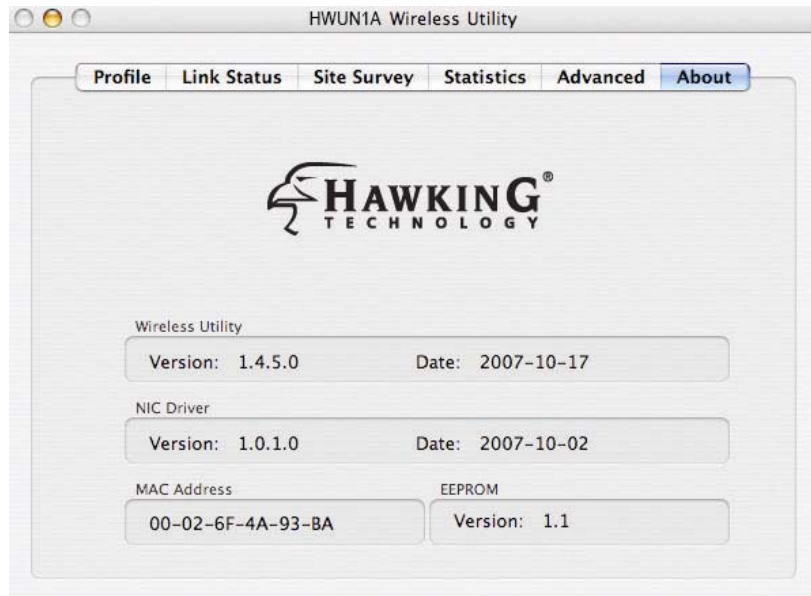 HWUN1A Wireless Utility
Profile Link Status Site Survey Statistics Advanced About
HAWKING®
TECHNOLOGY
Wireless Utility
Version: 1.4.5.0 Date: 2007-10-17
NIC Driver
Version: 1.0.1.0 Date: 2007-10-02
MAC Address EEPROM
00-02-6F-4A-93-BA Version: 1.1